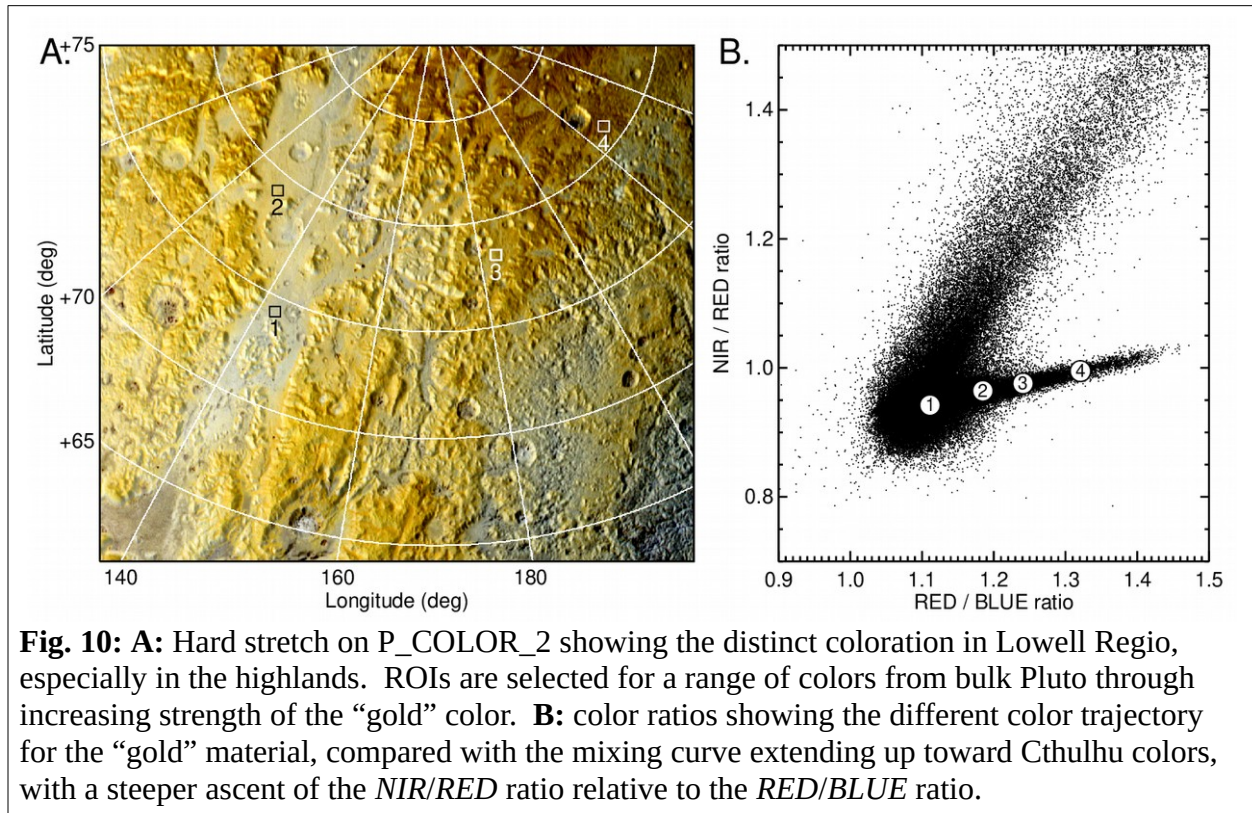 A.
+75
+70
+65
Latitude (deg)
1
2
3
4
140
160
180
Longitude (deg)
B.
1.4
1.2
1.0
0.8
NIR / RED ratio
1
2
3
4
0.9
1.0
1.1
1.2
1.3
1.4
1.5
RED / BLUE ratio
Fig. 10: A: Hard stretch on P_COLOR_2 showing the distinct coloration in Lowell Regio,
especially in the highlands.  ROIs are selected for a range of colors from bulk Pluto through
increasing strength of the “gold” color.  B: color ratios showing the different color trajectory
for the “gold” material, compared with the mixing curve extending up toward Cthulhu colors,
with a steeper ascent of the NIR/RED ratio relative to the RED/BLUE ratio.